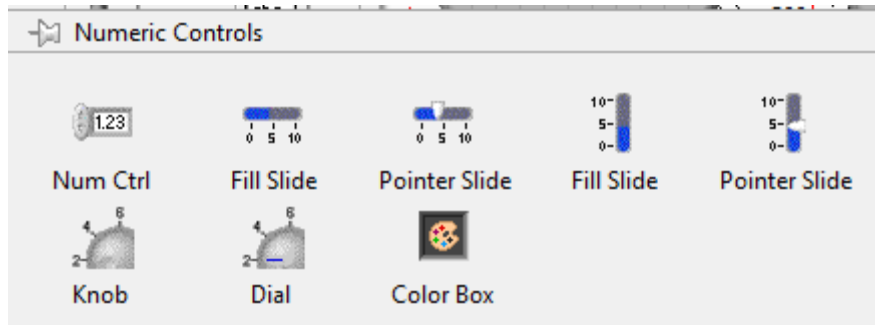 Numeric Controls
1.23
0 5 10
0 5 10
10-
5-
0-
10-
5-
0-
Num Ctrl Fill Slide Pointer Slide Fill Slide Pointer Slide
2 4 6
2 4 6
Knob Dial Color Box